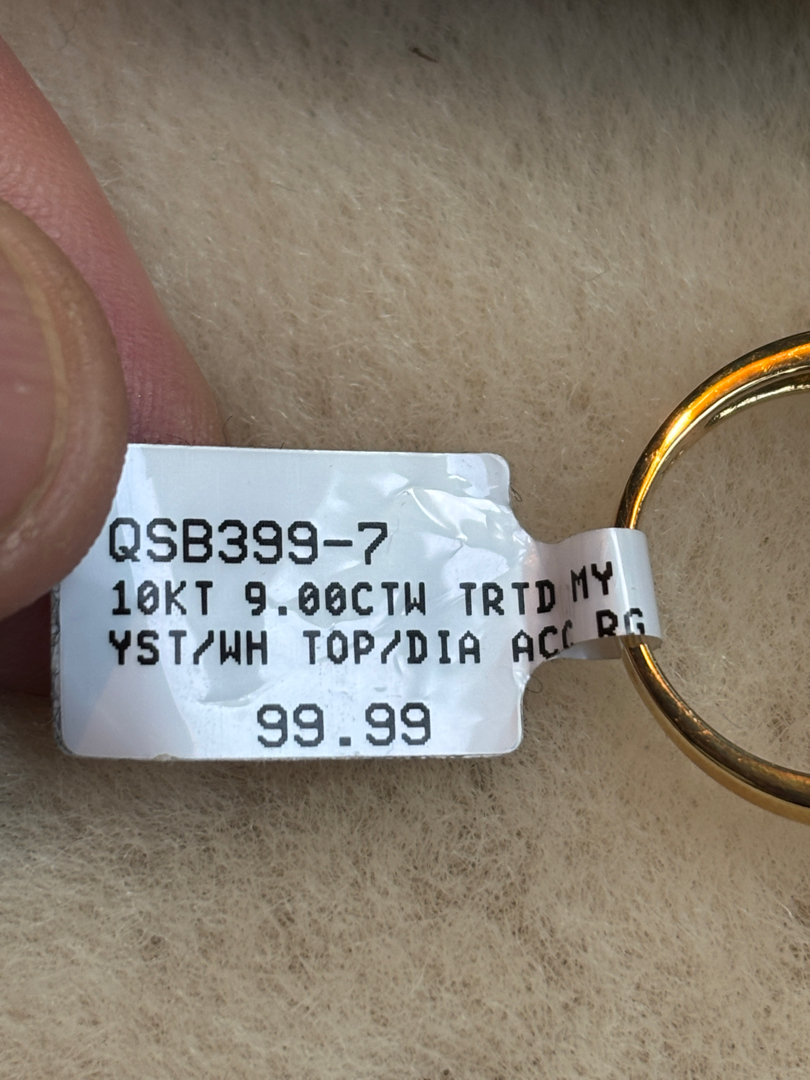 QSB399-7
10KT 9.00CTW TRTD MY
YST/WH TOP/DIA ACC RG
99.99